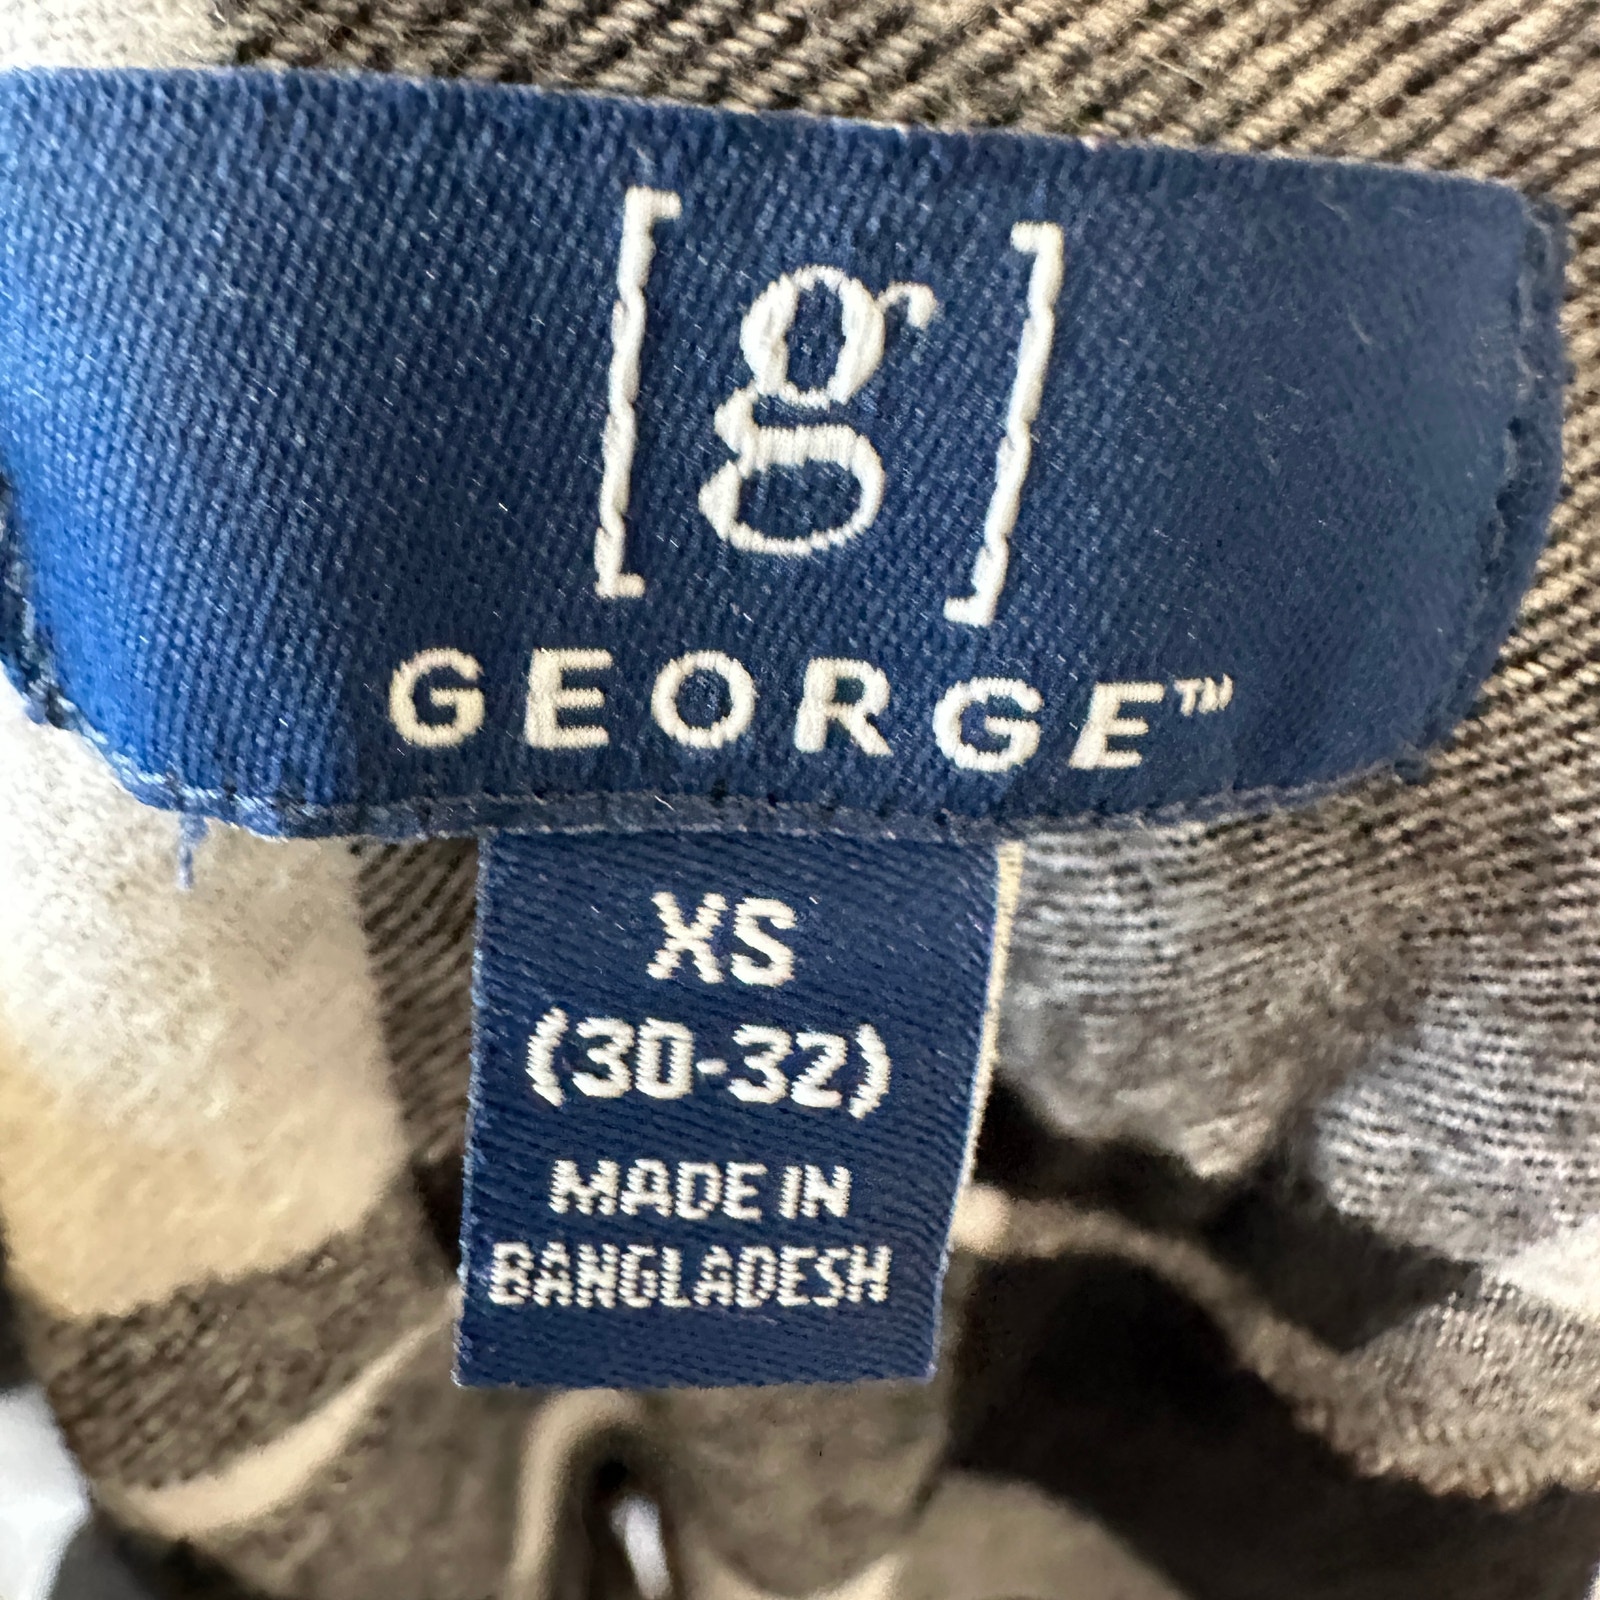 [g]
GEORGE™
XS
(30-32)
MADE IN
BANGLADESH